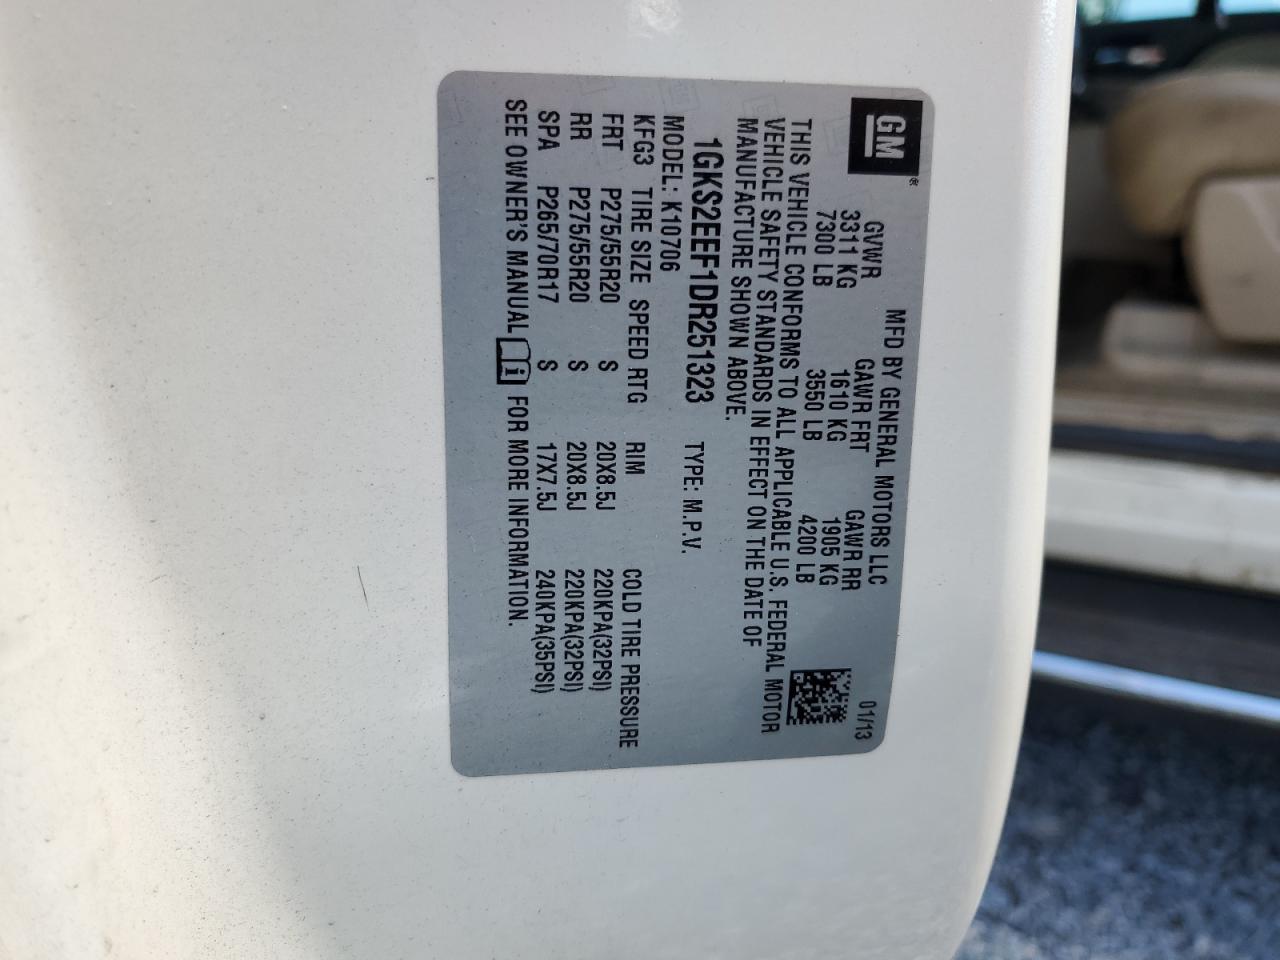 GM®
MFD BY GENERAL MOTORS LLC 01/13
GVWR GAWR FRT GAWR RR
3311 KG 1610 KG 1905 KG
7300 LB 3550 LB 4200 LB
THIS VEHICLE CONFORMS TO ALL APPLICABLE U.S. FEDERAL MOTOR
VEHICLE SAFETY STANDARDS IN EFFECT ON THE DATE OF
MANUFACTURE SHOWN ABOVE.
1GKS2EEF1DR251323 TYPE: M.P.V.
MODEL: K10706
KFG3 TIRE SIZE SPEED RTG RIM COLD TIRE PRESSURE
FRT P275/55R20 S 20X8.5J 220KPA(32PSI)
RR P275/55R20 S 20X8.5J 220KPA(32PSI)
SPA P265/70R17 S 17X7.5J 240KPA(35PSI)
SEE OWNER'S MANUAL i FOR MORE INFORMATION.